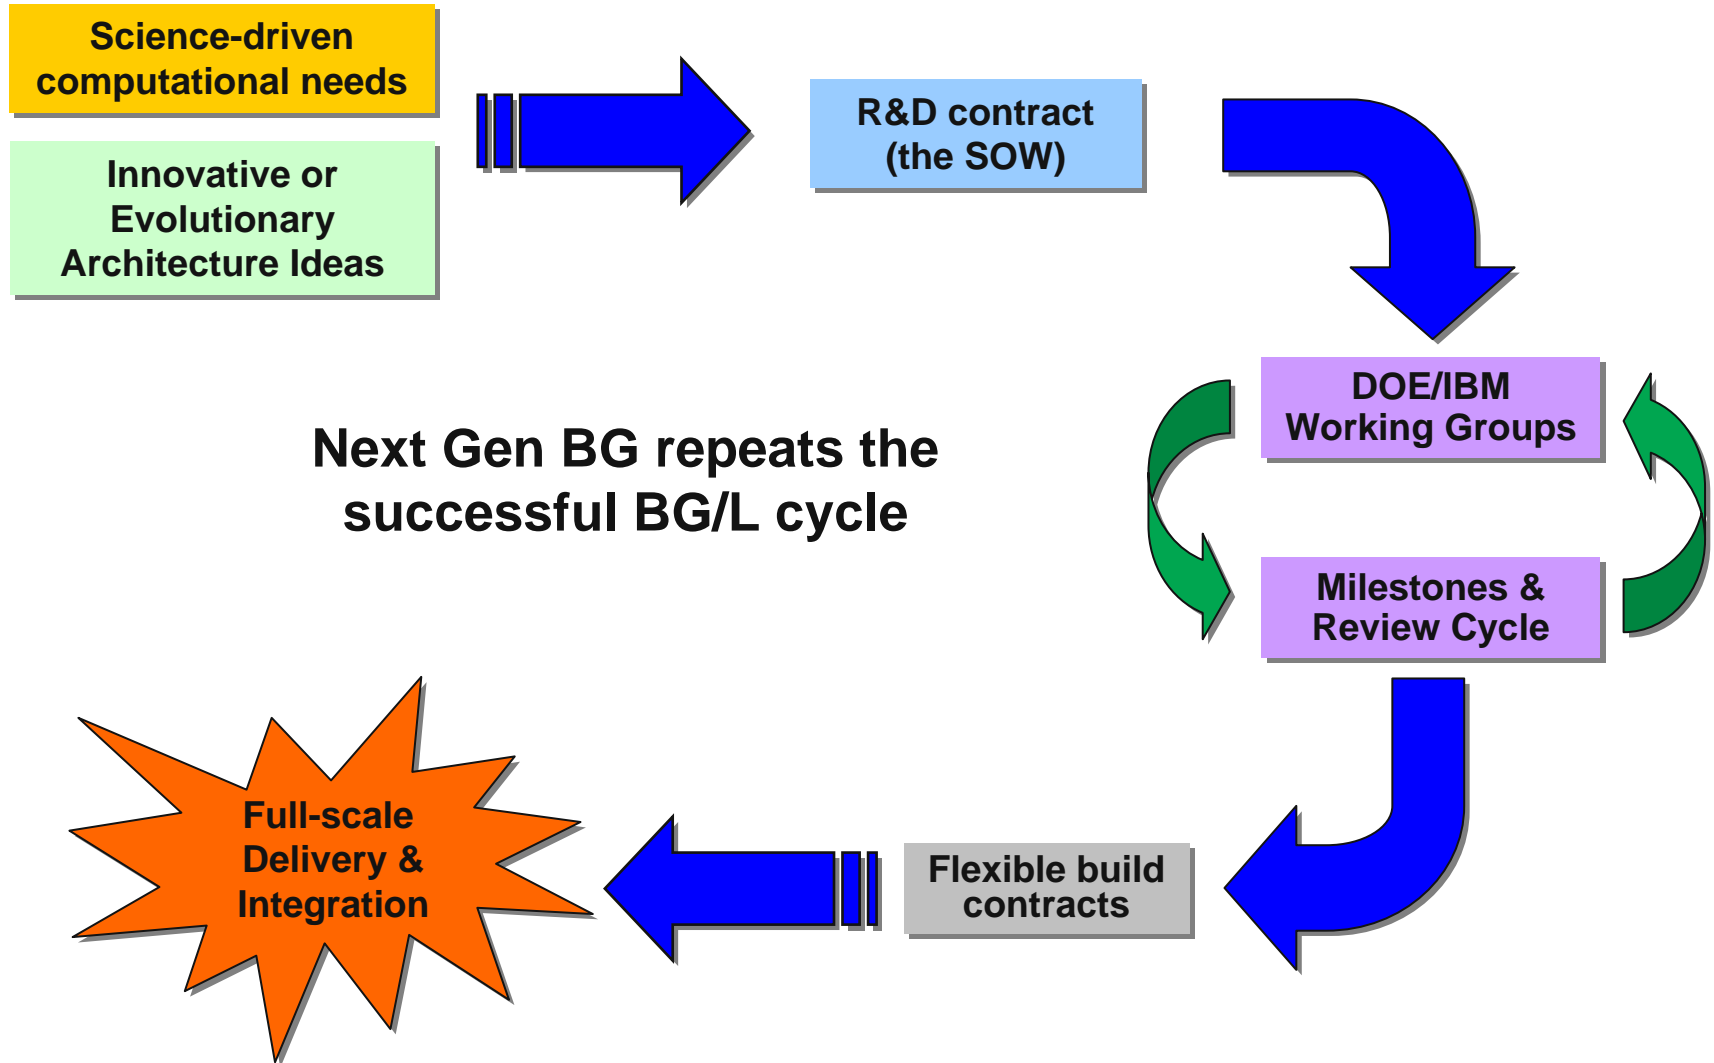 Science-driven
computational needs
Innovative or
Evolutionary
Architecture Ideas
R&D contract
(the SOW)
DOE/IBM
Working Groups
Next Gen BG repeats the
successful BG/L cycle
Milestones &
Review Cycle
Full-scale
Delivery &
Integration
Flexible build
contracts